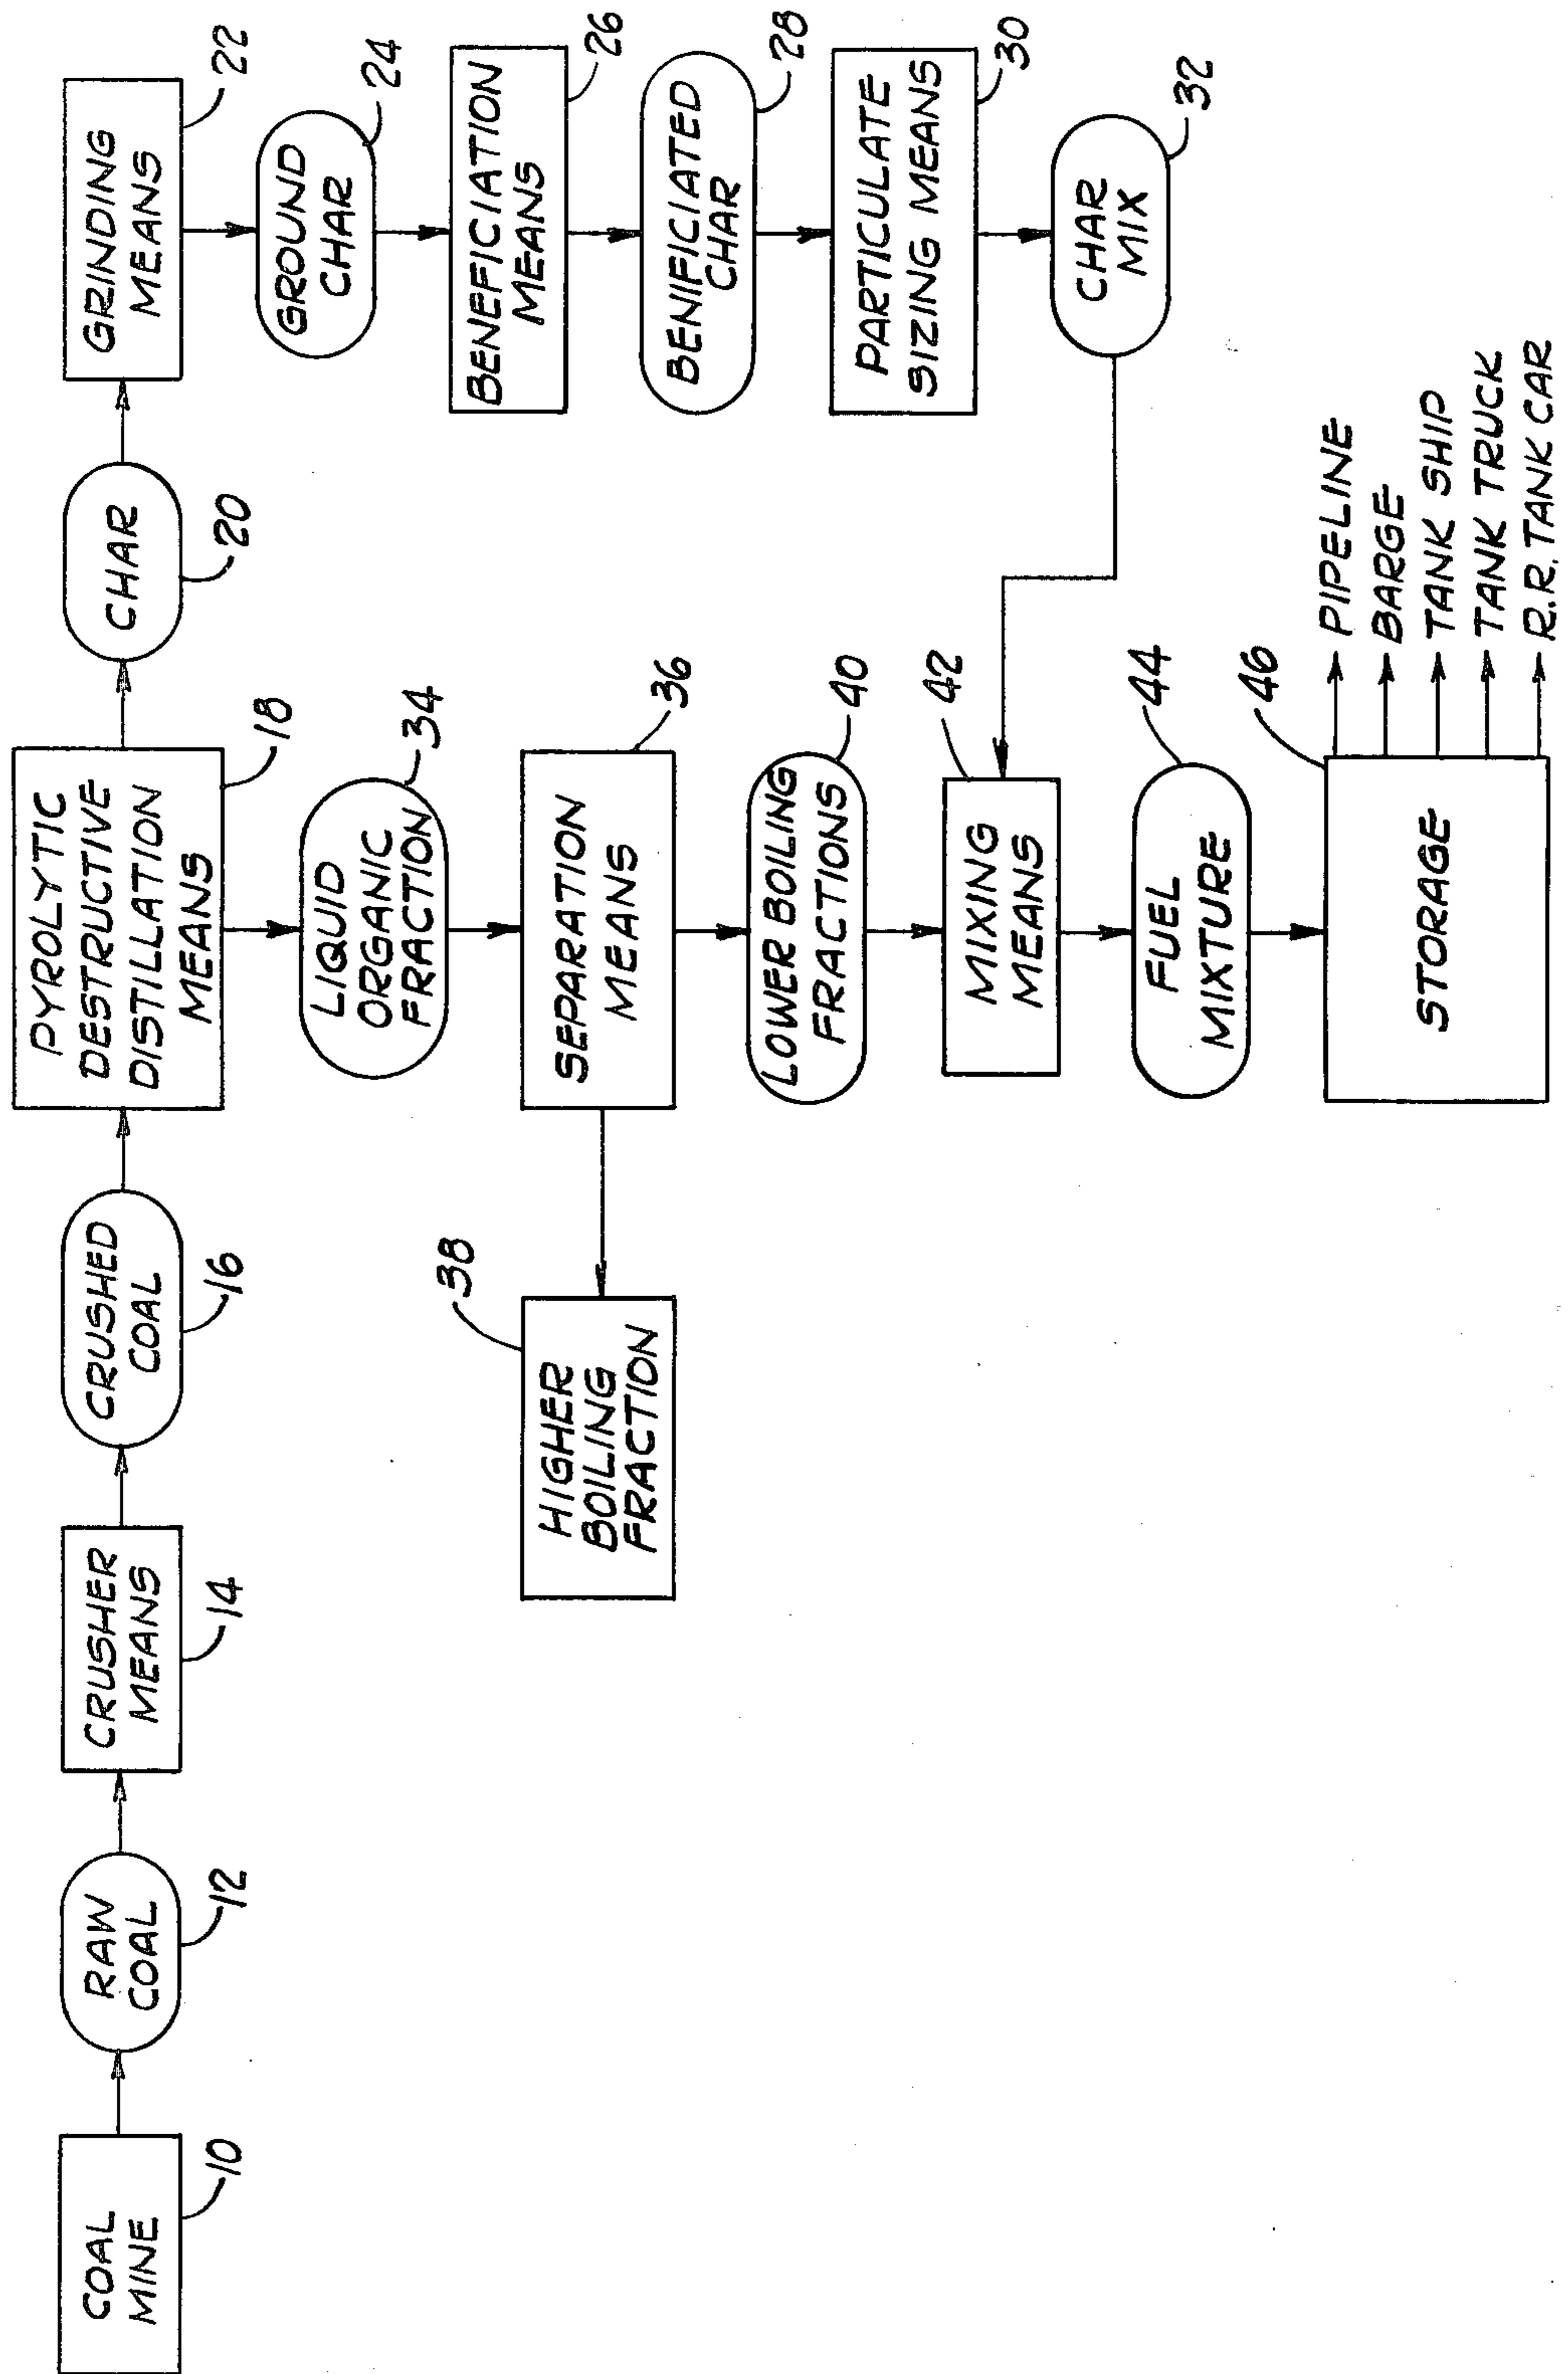 COAL
MINE
10
RAW
COAL
12
CRUSHER
MEANS
14
CRUSHED
COAL
16
PYROLYTIC
DESTRUCTIVE
DISTILLATION
MEANS
18
CHAR
20
GRINDING
MEANS
22
GROUND
CHAR
24
BENEFICIATION
MEANS
26
BENIFICIATED
CHAR
28
PARTICULATE
SIZING MEANS
30
CHAR
MIX
32
LIQUID
ORGANIC
FRACTION
34
SEPARATION
MEANS
36
HIGHER
BOILING
FRACTION
38
LOWER BOILING
FRACTIONS
40
MIXING
MEANS
42
FUEL
MIXTURE
44
STORAGE
46
PIPELINE
BARGE
TANK SHIP
TANK TRUCK
R.R. TANK CAR